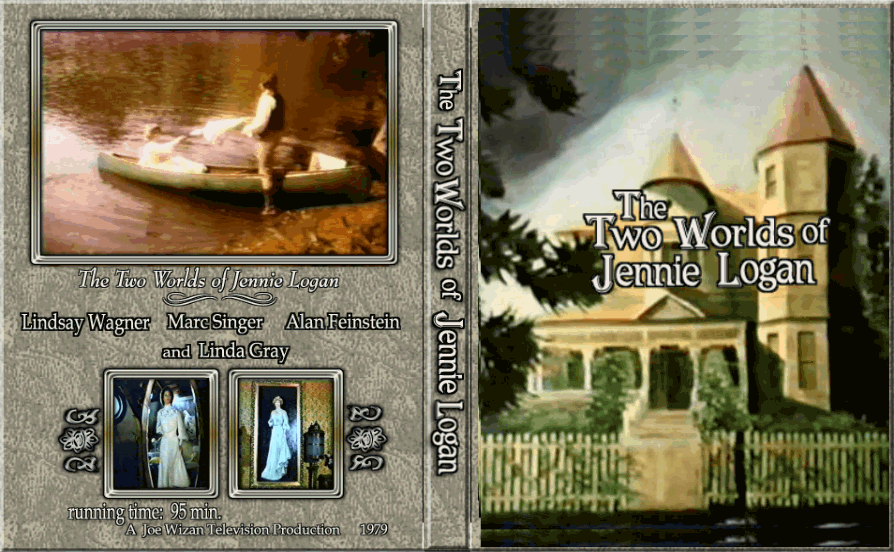 The Two Worlds of Jennie Logan
Lindsay Wagner Marc Singer Alan Feinstein
and Linda Gray
running time: 95 min.
A Joe Wizan Television Production 1979
The Two Worlds of Jennie Logan
The
Two Worlds of
Jennie Logan